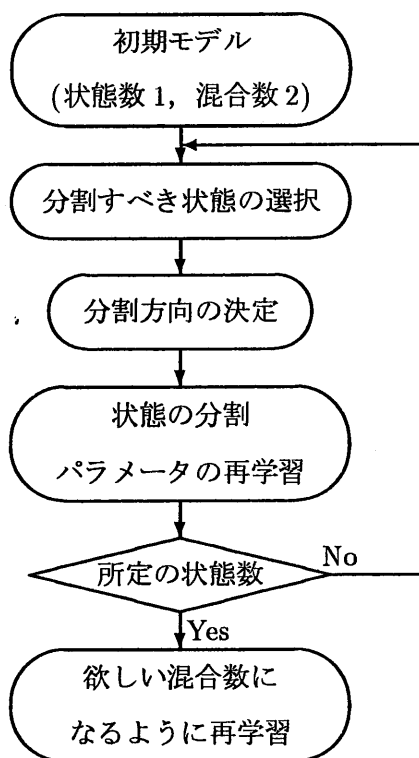 初期モデル
(状態数 1, 混合数 2)
分割すべき状態の選択
分割方向の決定
状態の分割
パラメータの再学習
所定の状態数
No
Yes
欲しい混合数に
なるように再学習